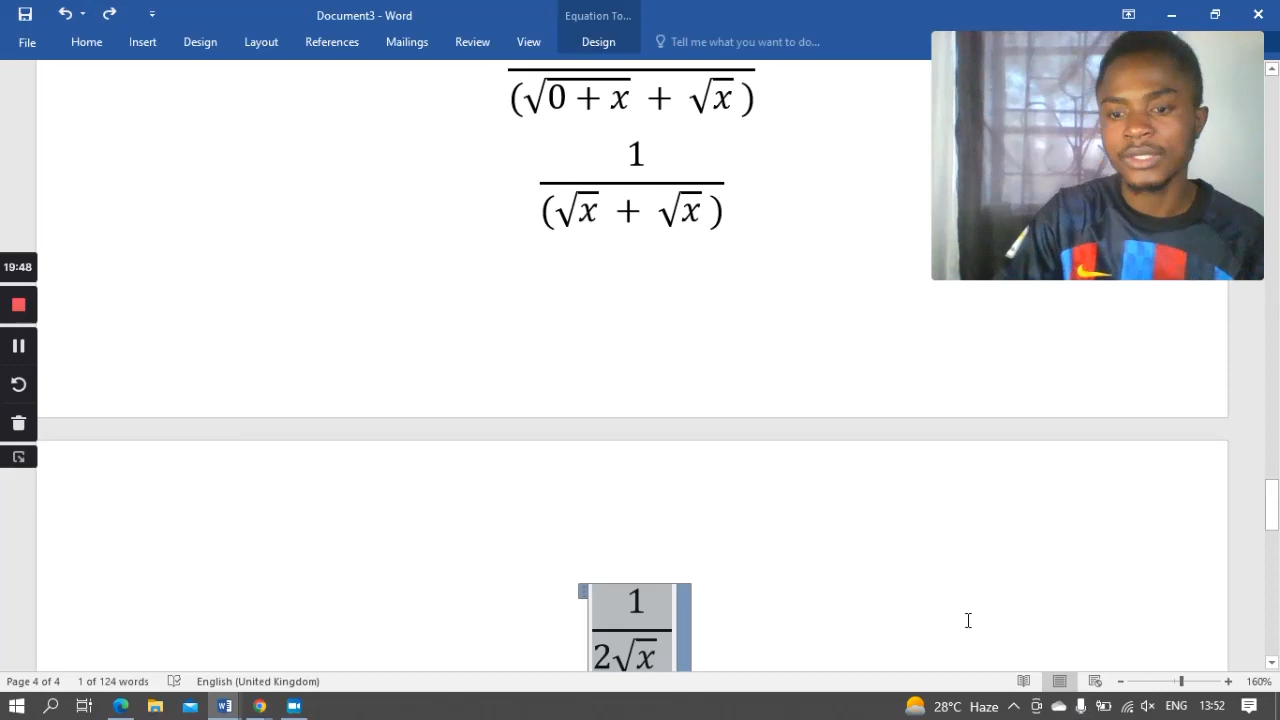 Document3 - Word
Equation To...
File Home Insert Design Layout References Mailings Review View Design Tell me what you want to do...
(√0 + x + √x )
1
(√x + √x )
19:48
1
2√x
Page 4 of 4 1 of 124 words English (United Kingdom) 160%
28°C Haze ENG 13:52